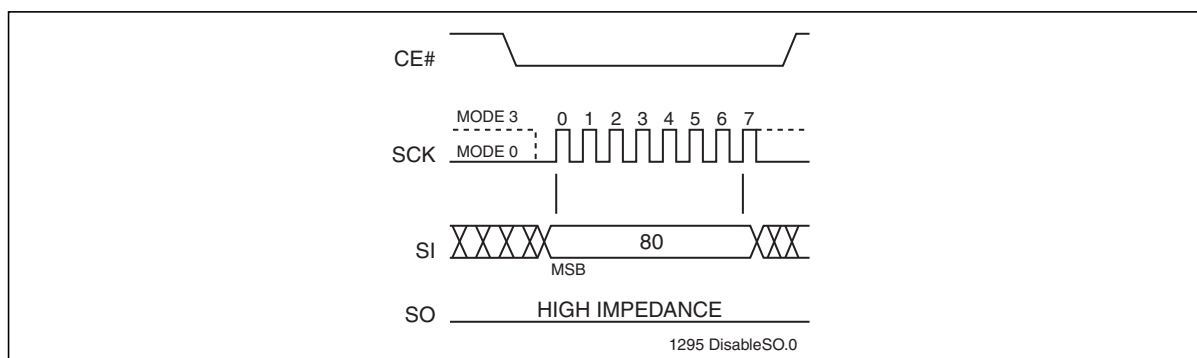 CE#
MODE 3
0 1 2 3 4 5 6 7
SCK
MODE 0
SI
80
MSB
SO
HIGH IMPEDANCE
1295 DisableSO.0